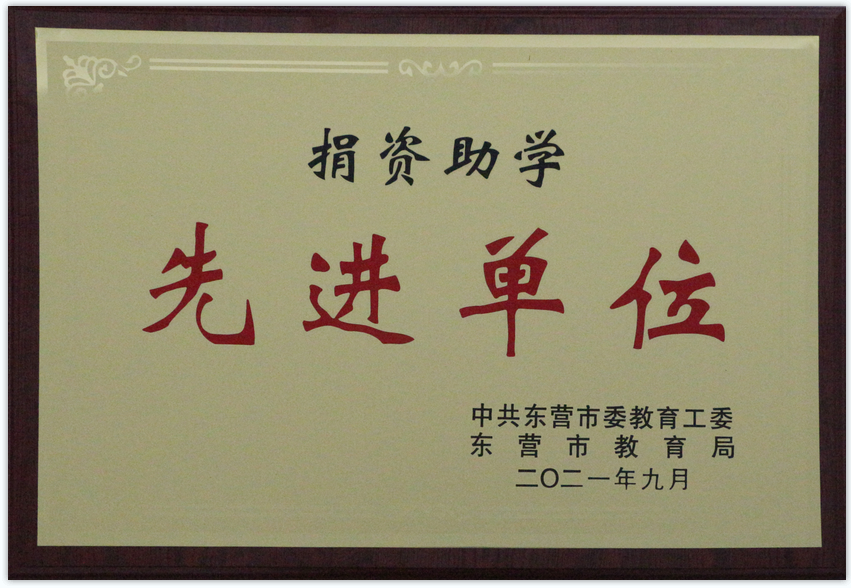 捐资助学
先进单位
中共东营市委教育工委
东营市教育局
二〇二一年九月